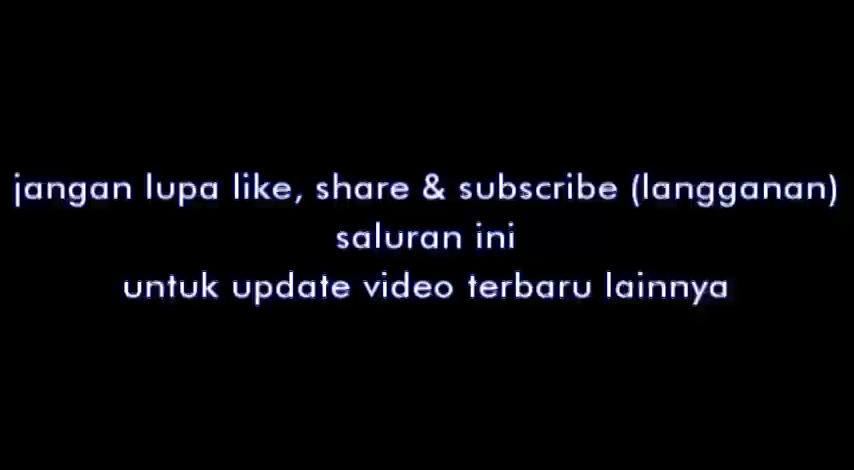 jangan lupa like, share & subscribe (langganan)
saluran ini
untuk update video terbaru lainnya